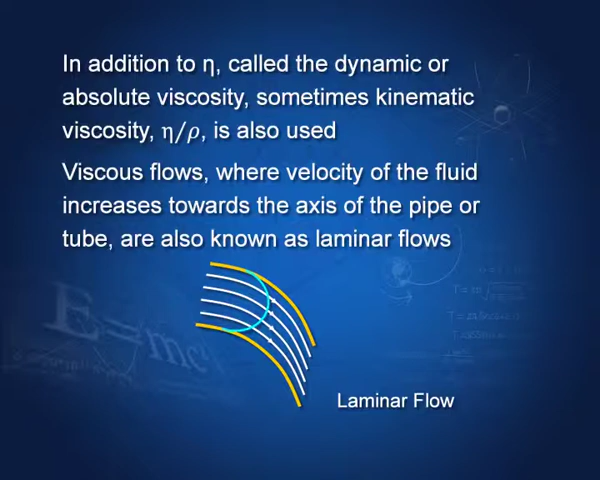 In addition to η, called the dynamic or
absolute viscosity, sometimes kinematic
viscosity, η/ρ, is also used
Viscous flows, where velocity of the fluid
increases towards the axis of the pipe or
tube, are also known as laminar flows
E=mc²
Laminar Flow